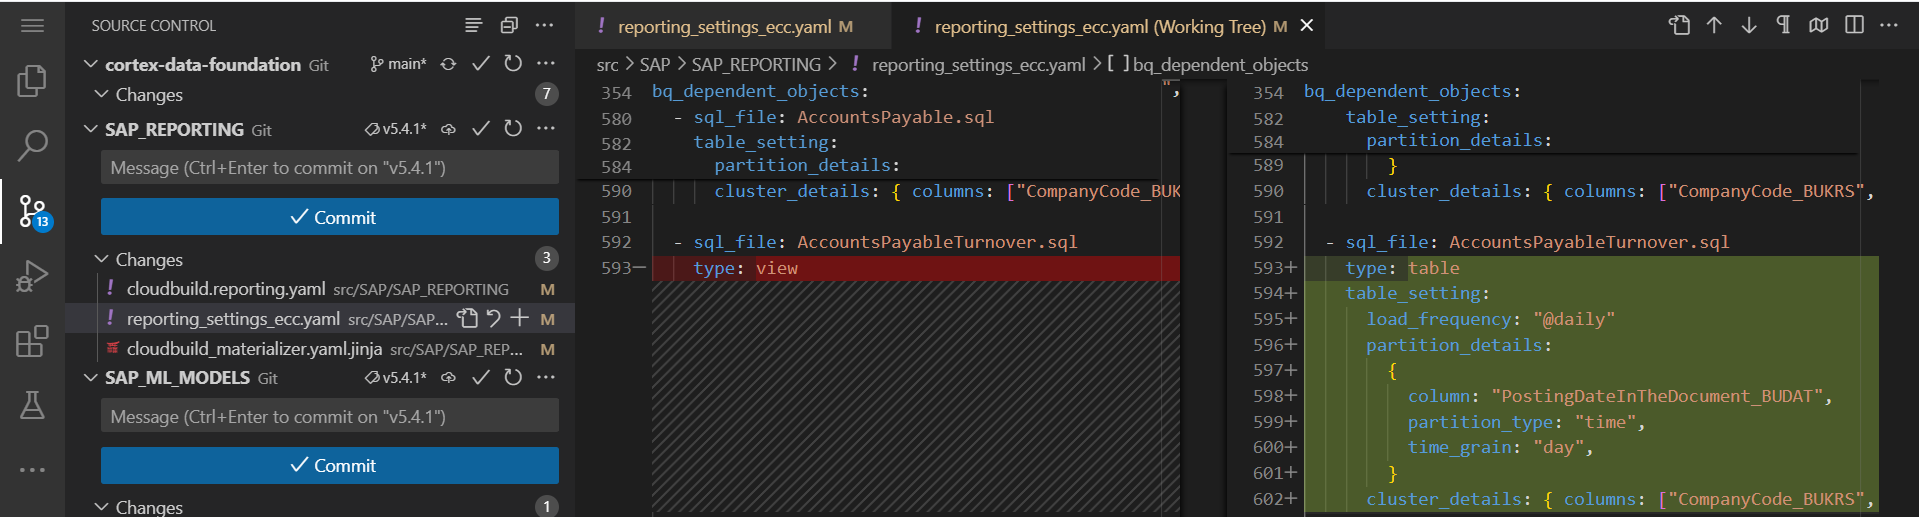 SOURCE CONTROL
cortex-data-foundation Git main*
Changes 7
SAP_REPORTING Git v5.4.1*
Message (Ctrl+Enter to commit on "v5.4.1")
Commit
Changes 3
! cloudbuild.reporting.yaml src/SAP/SAP_REPORTING M
! reporting_settings_ecc.yaml src/SAP/SAP... M
cloudbuild_materializer.yaml.jinja src/SAP/SAP_REP... M
SAP_ML_MODELS Git v5.4.1*
Message (Ctrl+Enter to commit on "v5.4.1")
Commit
Changes 1
13
! reporting_settings_ecc.yaml M
! reporting_settings_ecc.yaml (Working Tree) M
src > SAP > SAP_REPORTING > ! reporting_settings_ecc.yaml > [ ] bq_dependent_objects
354 bq_dependent_objects: ",
580 - sql_file: AccountsPayable.sql
582 table_setting:
584 partition_details:
590 cluster_details: { columns: ["CompanyCode_BUK
591
592 - sql_file: AccountsPayableTurnover.sql
593— type: view
354 bq_dependent_objects:
582 table_setting:
584 partition_details:
589 }
590 cluster_details: { columns: ["CompanyCode_BUKRS",
591
592 - sql_file: AccountsPayableTurnover.sql
593+ type: table
594+ table_setting:
595+ load_frequency: "@daily"
596+ partition_details:
597+ {
598+ column: "PostingDateInTheDocument_BUDAT",
599+ partition_type: "time",
600+ time_grain: "day",
601+ }
602+ cluster_details: { columns: ["CompanyCode_BUKRS",